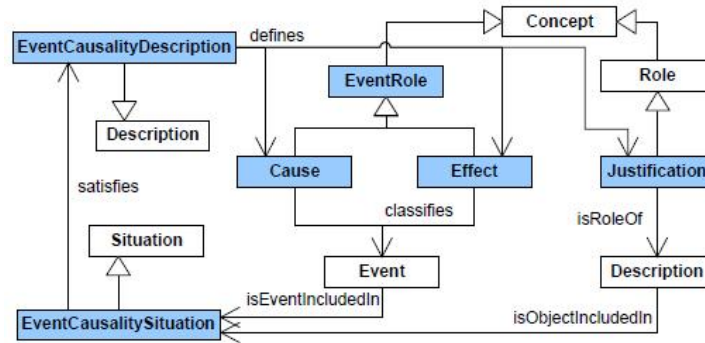 Concept
EventCausalityDescription
defines
EventRole
Role
Description
Cause
Effect
Justification
satisfies
classifies
isRoleOf
Situation
Event
Description
isEventIncludedIn
EventCausalitySituation
isObjectIncludedIn